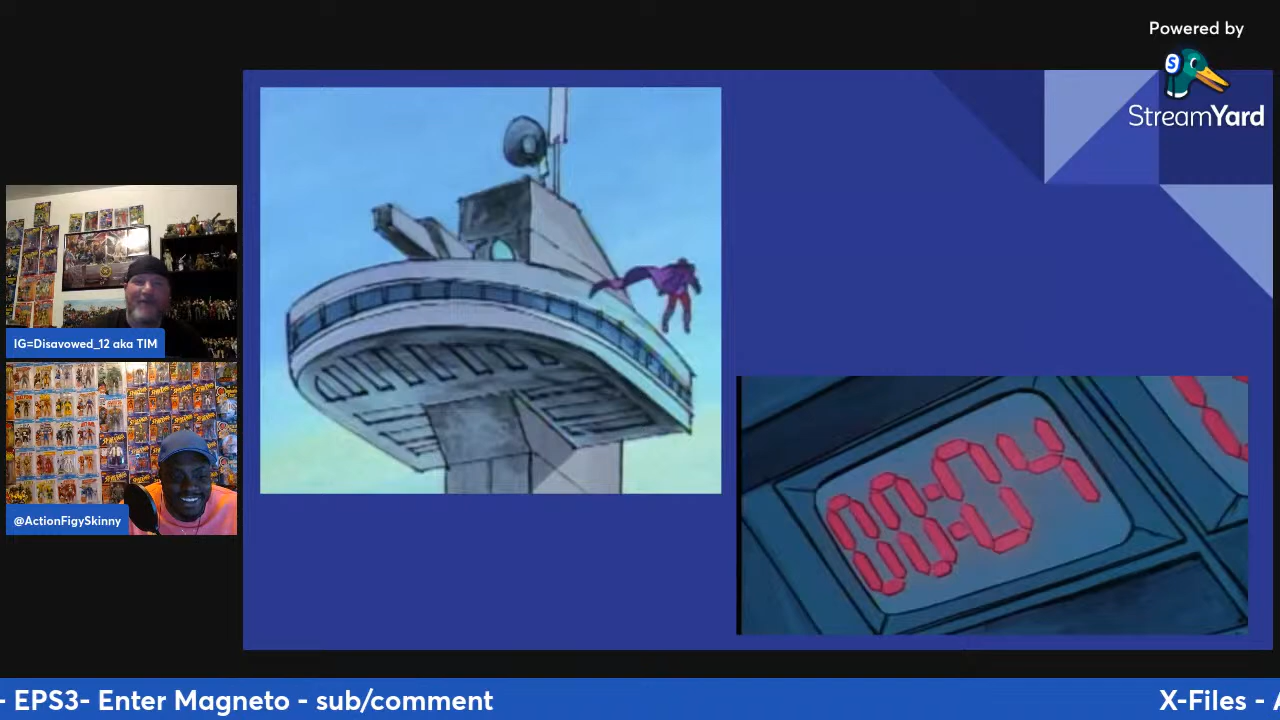 Powered by
S
StreamYard
IG=Disavowed_12 aka TIM
@ActionFigySkinny
00:04
- EPS3- Enter Magneto - sub/comment
X-Files -